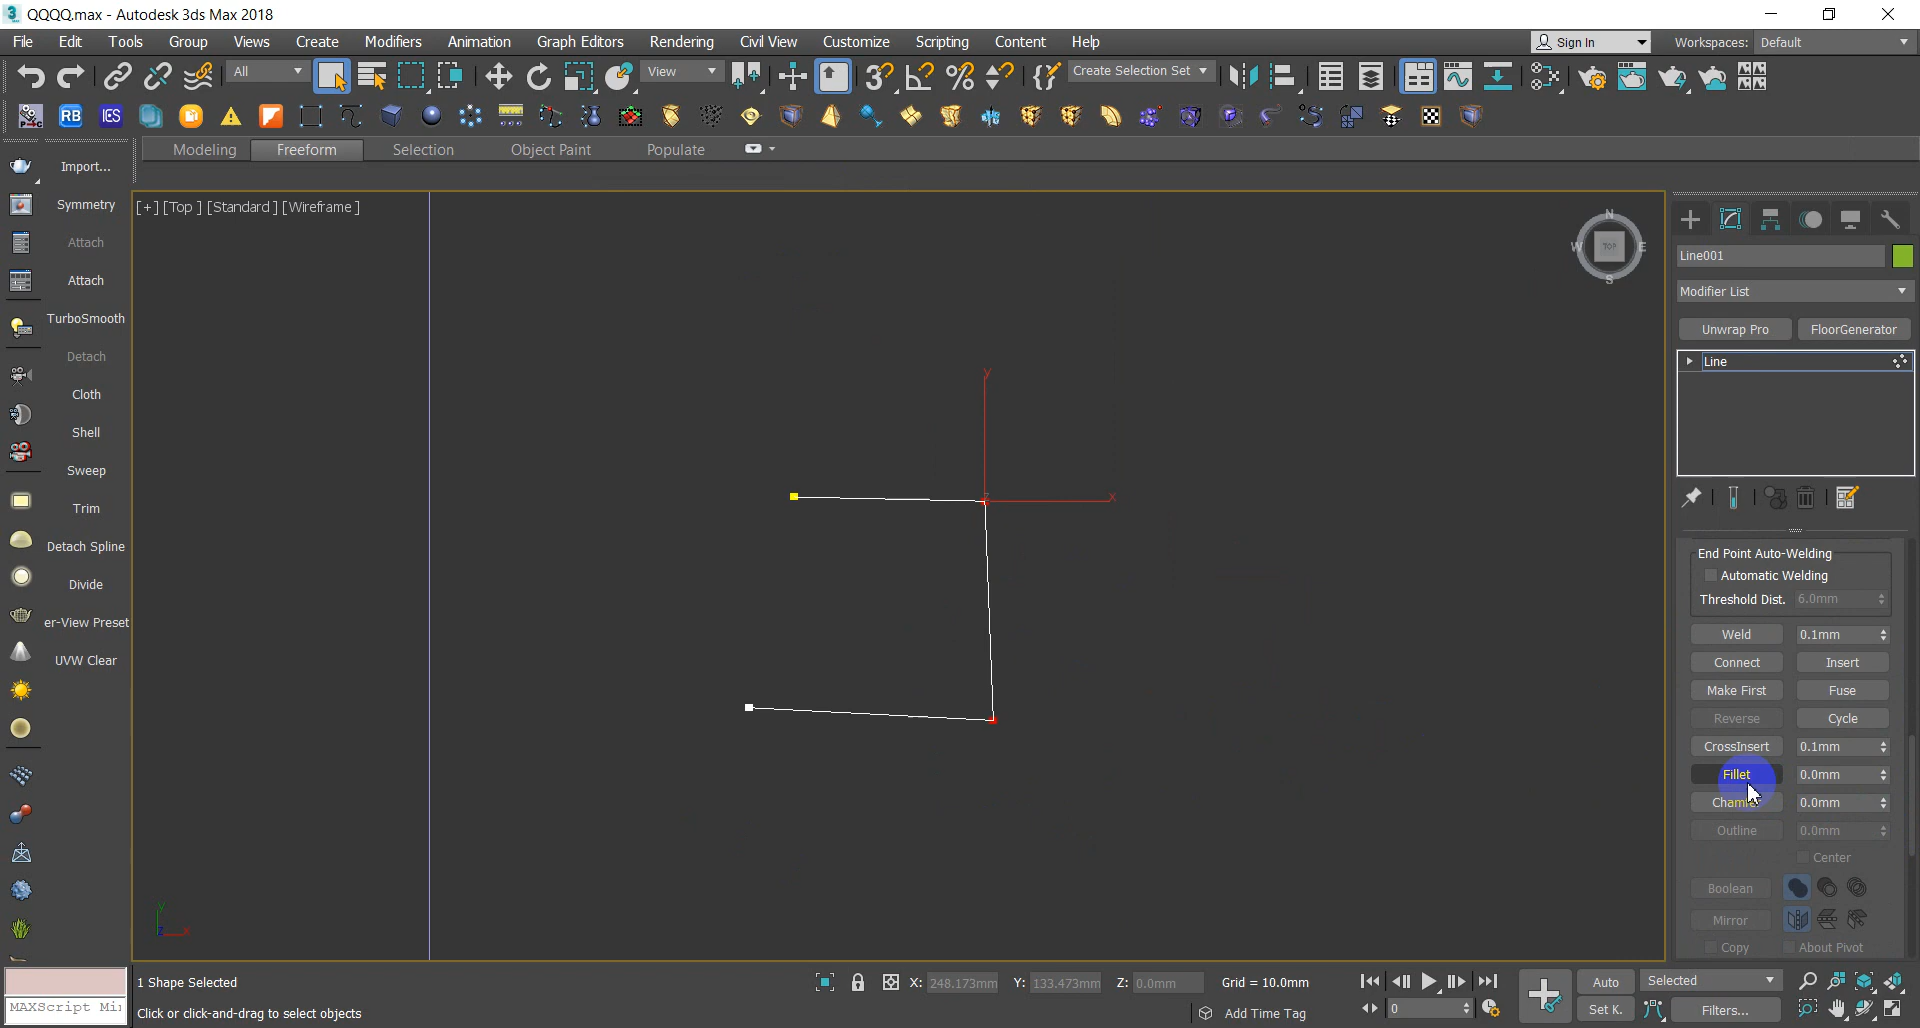 QQQQ.max - Autodesk 3ds Max 2018
File Edit Tools Group Views Create Modifiers Animation Graph Editors Rendering Civil View Customize Scripting Content Help
Sign In Workspaces: Default
All View Create Selection Set
RB IES
Modeling Freeform Selection Object Paint Populate
Import...
Symmetry
Attach
Attach
TurboSmooth
Detach
Cloth
Shell
Sweep
Trim
Detach Spline
Divide
er-View Preset
UVW Clear
[+] [Top ] [Standard ] [Wireframe ]
N
W TOP E
S
y
x
z
y
z x
Line001
Modifier List
Unwrap Pro FloorGenerator
Line
End Point Auto-Welding
Automatic Welding
Threshold Dist. 6.0mm
Weld 0.1mm
Connect Insert
Make First Fuse
Reverse Cycle
CrossInsert 0.1mm
Fillet 0.0mm
0.0mm
Outline 0.0mm
Center
Boolean
Mirror
Copy About Pivot
1 Shape Selected X: 248.173mm Y: 133.473mm Z: 0.0mm Grid = 10.0mm Auto Selected
MAXScript Mi Click or click-and-drag to select objects Add Time Tag 0 Set K. Filters...